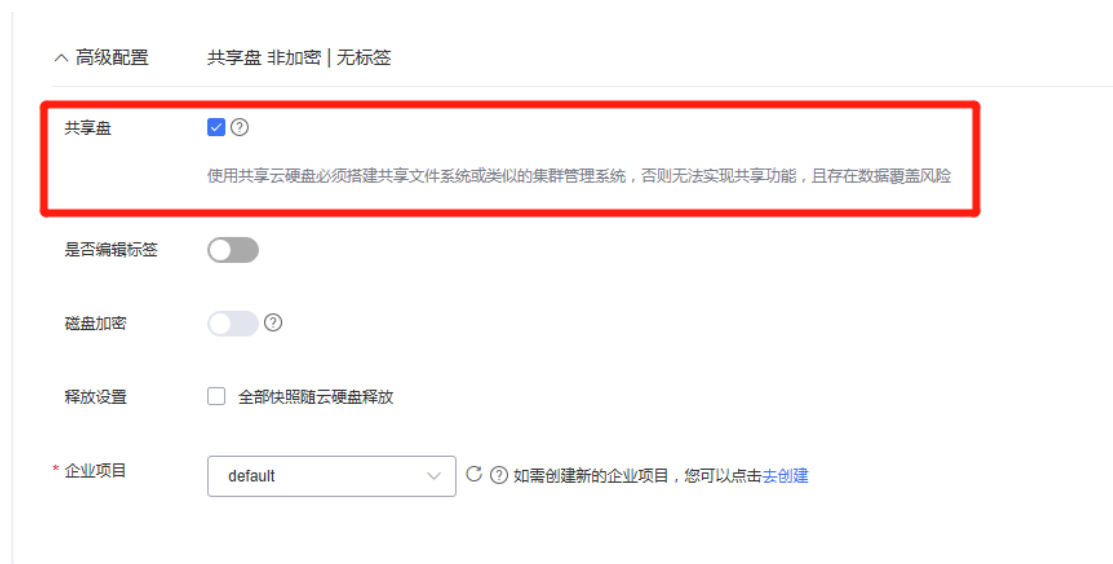 高级配置 共享盘 非加密 | 无标签
共享盘
使用共享云硬盘必须搭建共享文件系统或类似的集群管理系统，否则无法实现共享功能，且存在数据覆盖风险
是否编辑标签
磁盘加密
释放设置 全部快照随云硬盘释放
* 企业项目 default 如需创建新的企业项目，您可以点击去创建